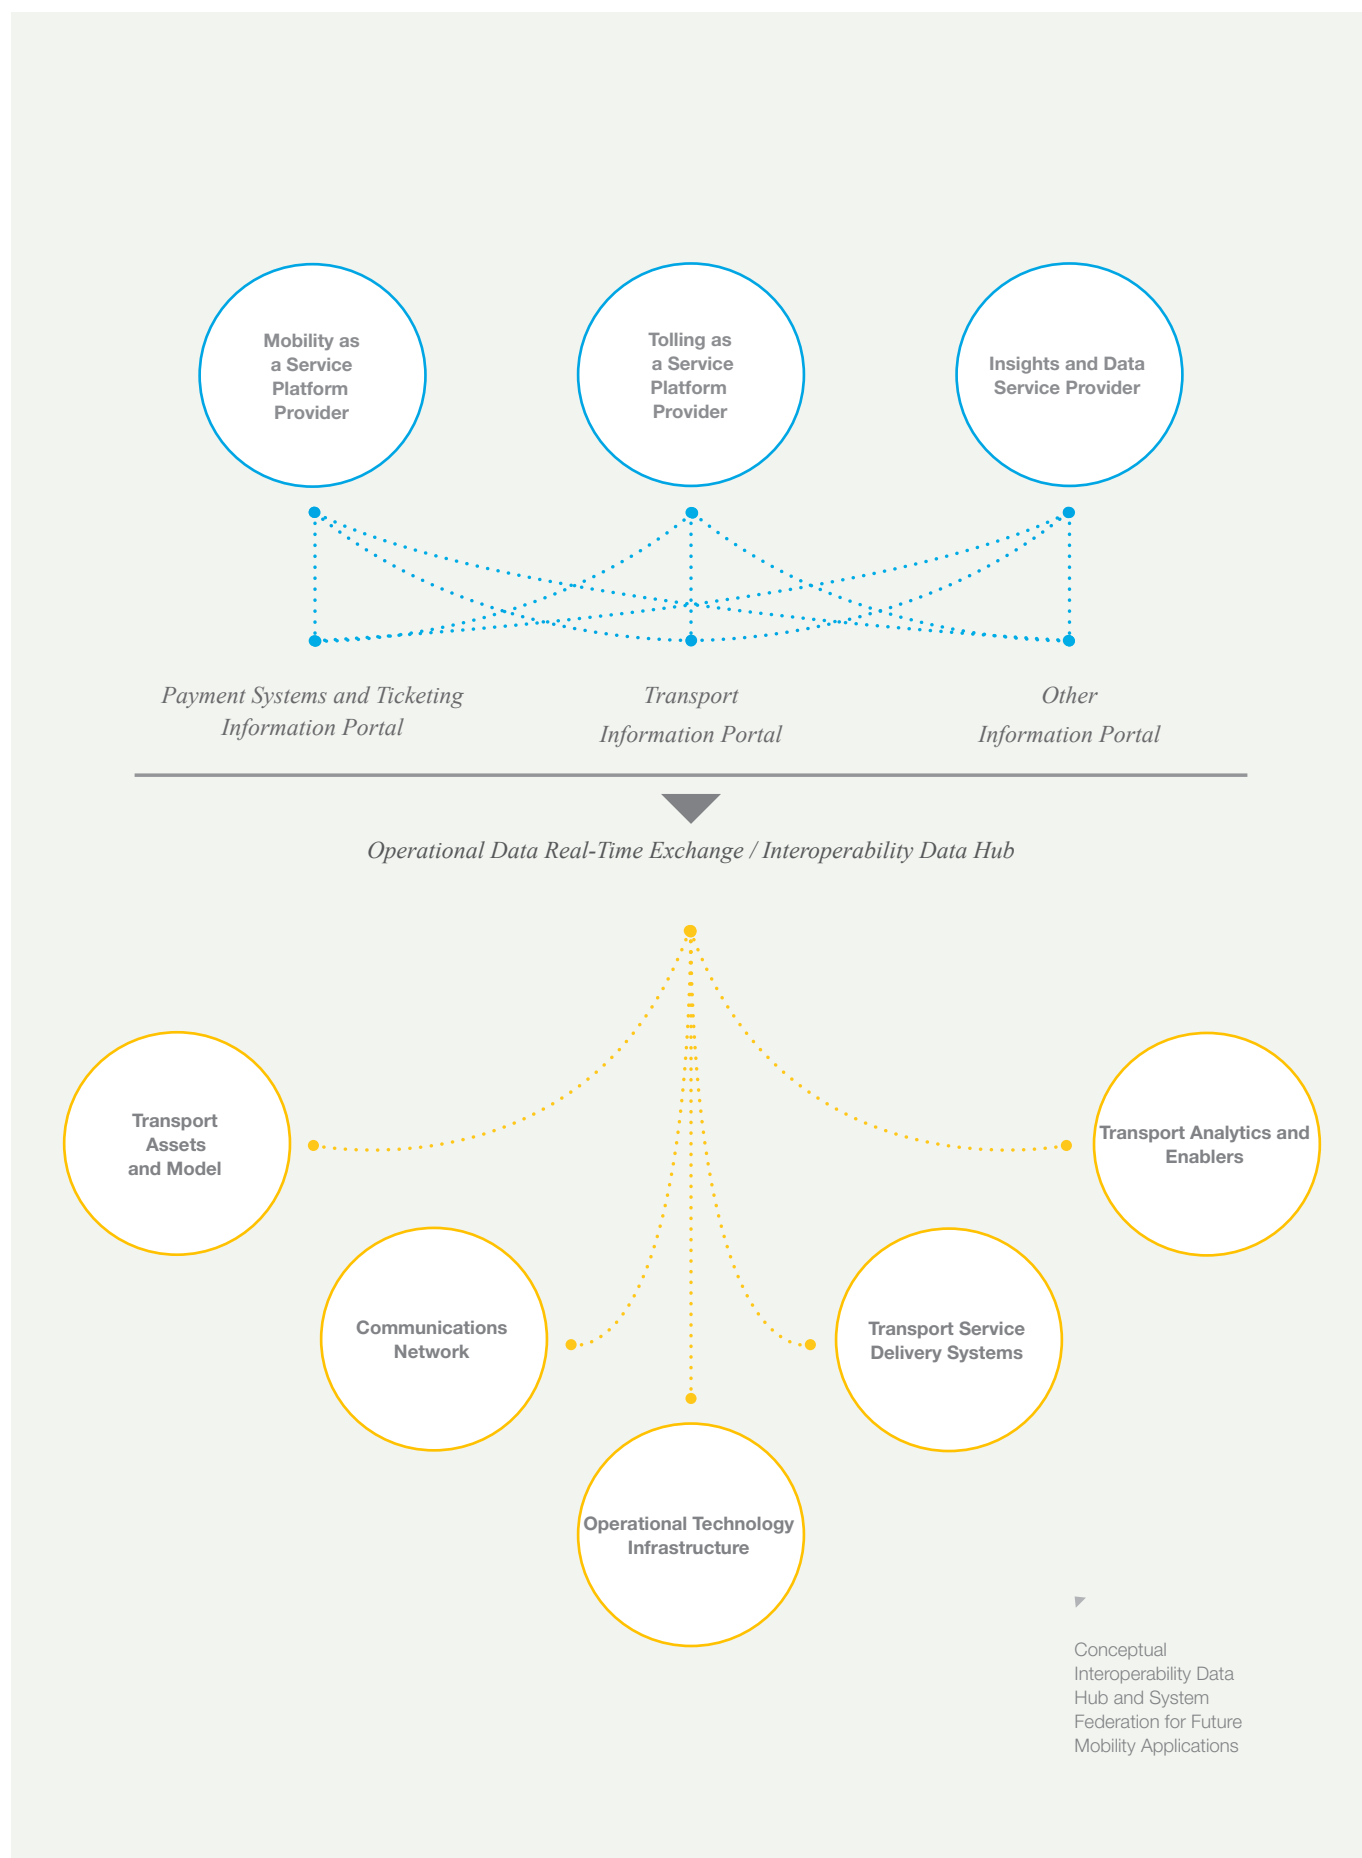 Mobility as
a Service
Platform
Provider
Tolling as
a Service
Platform
Provider
Insights and Data
Service Provider
Payment Systems and Ticketing
Information Portal
Transport
Information Portal
Other
Information Portal
Operational Data Real-Time Exchange / Interoperability Data Hub
Transport
Assets
and Model
Transport Analytics and
Enablers
Communications
Network
Transport Service
Delivery Systems
Operational Technology
Infrastructure
Conceptual
Interoperability Data
Hub and System
Federation for Future
Mobility Applications